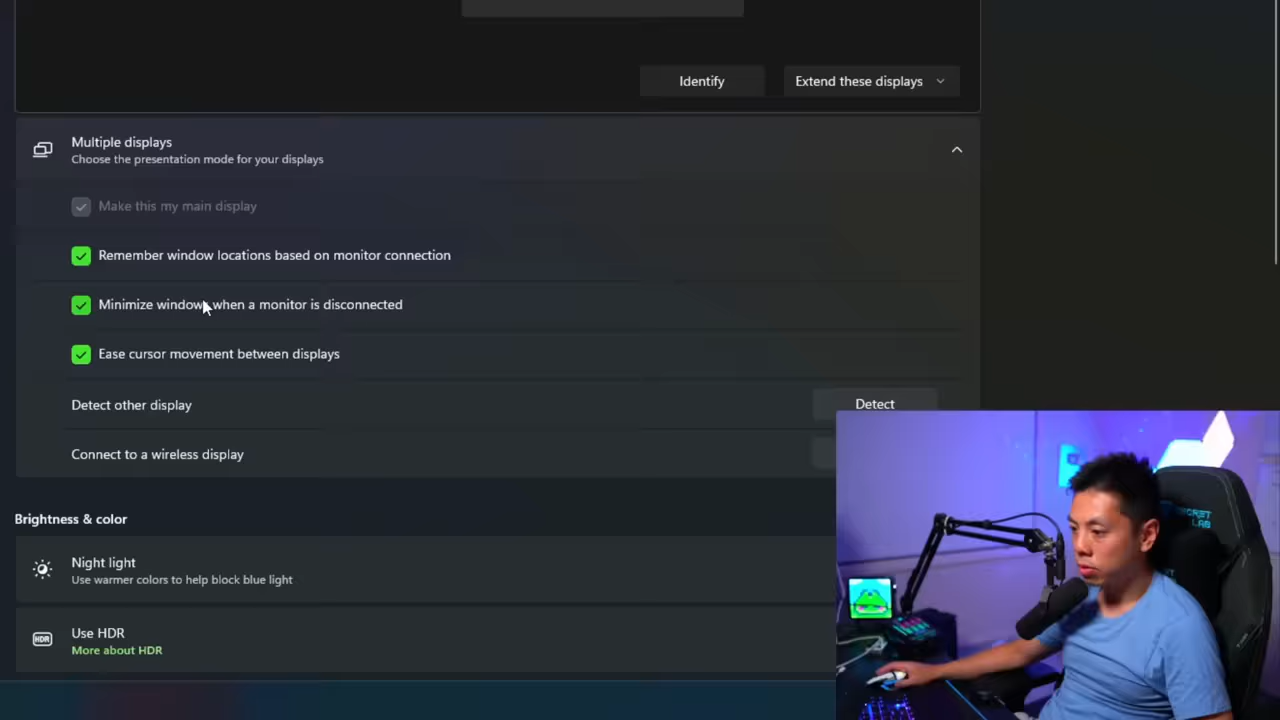 Identify
Extend these displays
Multiple displays
Choose the presentation mode for your displays
Make this my main display
Remember window locations based on monitor connection
Minimize windows when a monitor is disconnected
Ease cursor movement between displays
Detect other display
Detect
Connect to a wireless display
Brightness & color
Night light
Use warmer colors to help block blue light
HDR
Use HDR
More about HDR
SECRET
LAB